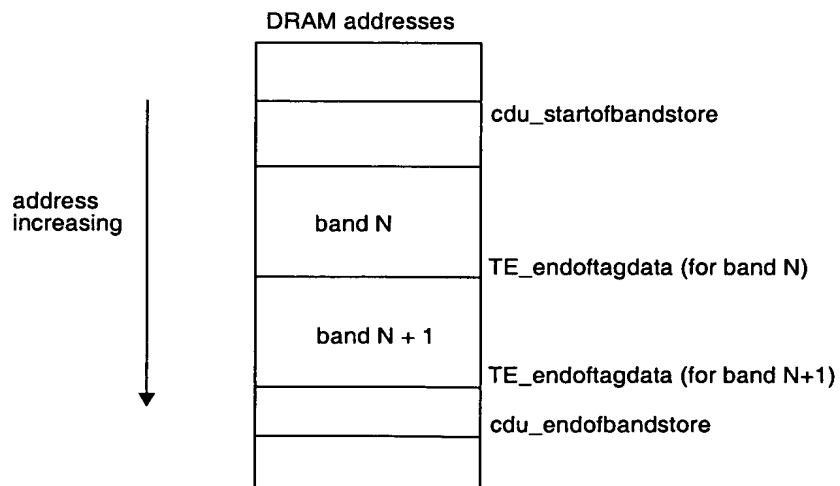 DRAM addresses
cdu_startofbandstore
address
increasing
band N
TE_endoftagdata (for band N)
band N + 1
TE_endoftagdata (for band N+1)
cdu_endofbandstore